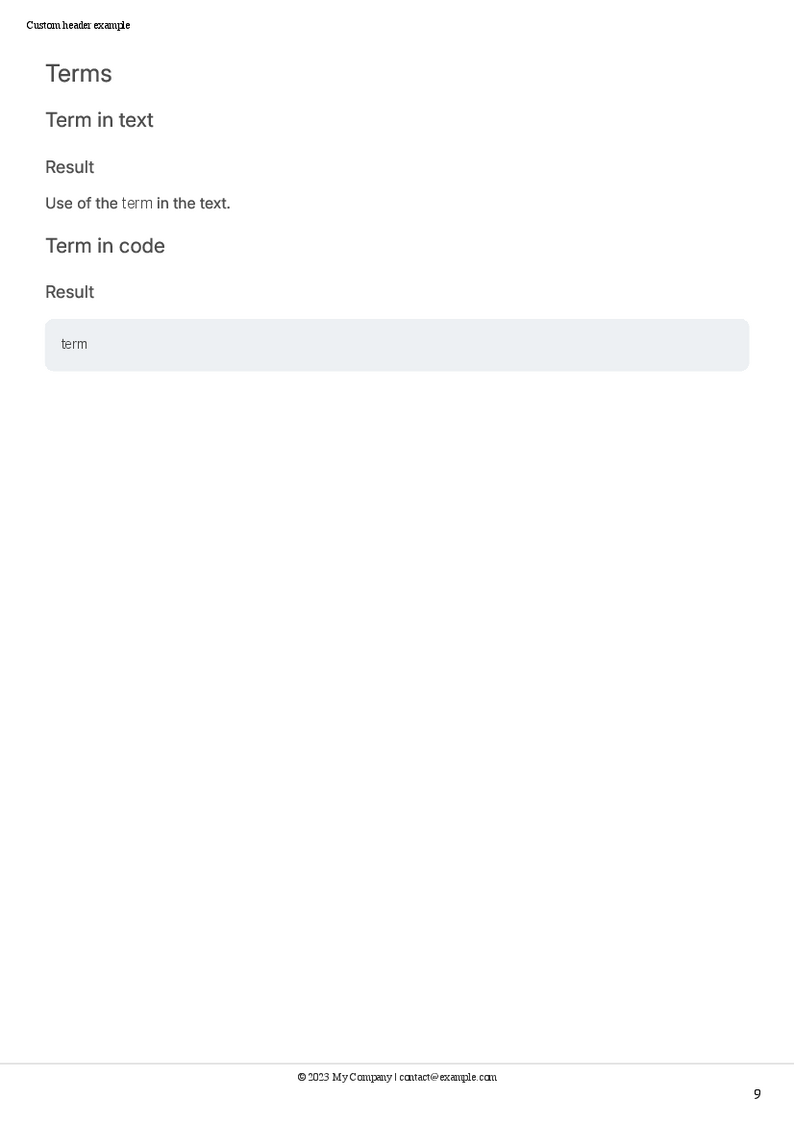 Custom header example
Terms
Term in text
Result
Use of the term in the text.
Term in code
Result
term
© 2023 My Company | contact@example.com
9